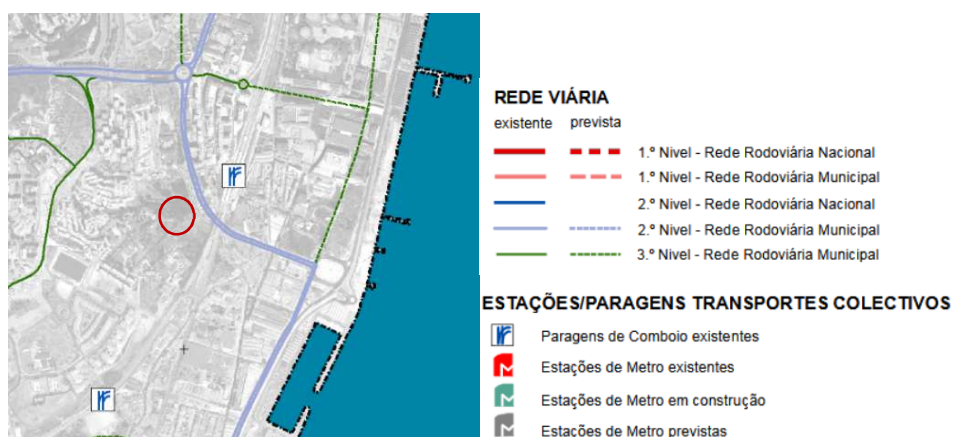 REDE VIÁRIA
existente prevista
1.º Nivel - Rede Rodoviária Nacional
1.º Nivel - Rede Rodoviária Municipal
2.º Nivel - Rede Rodoviária Nacional
2.º Nivel - Rede Rodoviária Municipal
3.º Nivel - Rede Rodoviária Municipal
ESTAÇÕES/PARAGENS TRANSPORTES COLECTIVOS
Paragens de Comboio existentes
Estações de Metro existentes
Estações de Metro em construção
Estações de Metro previstas